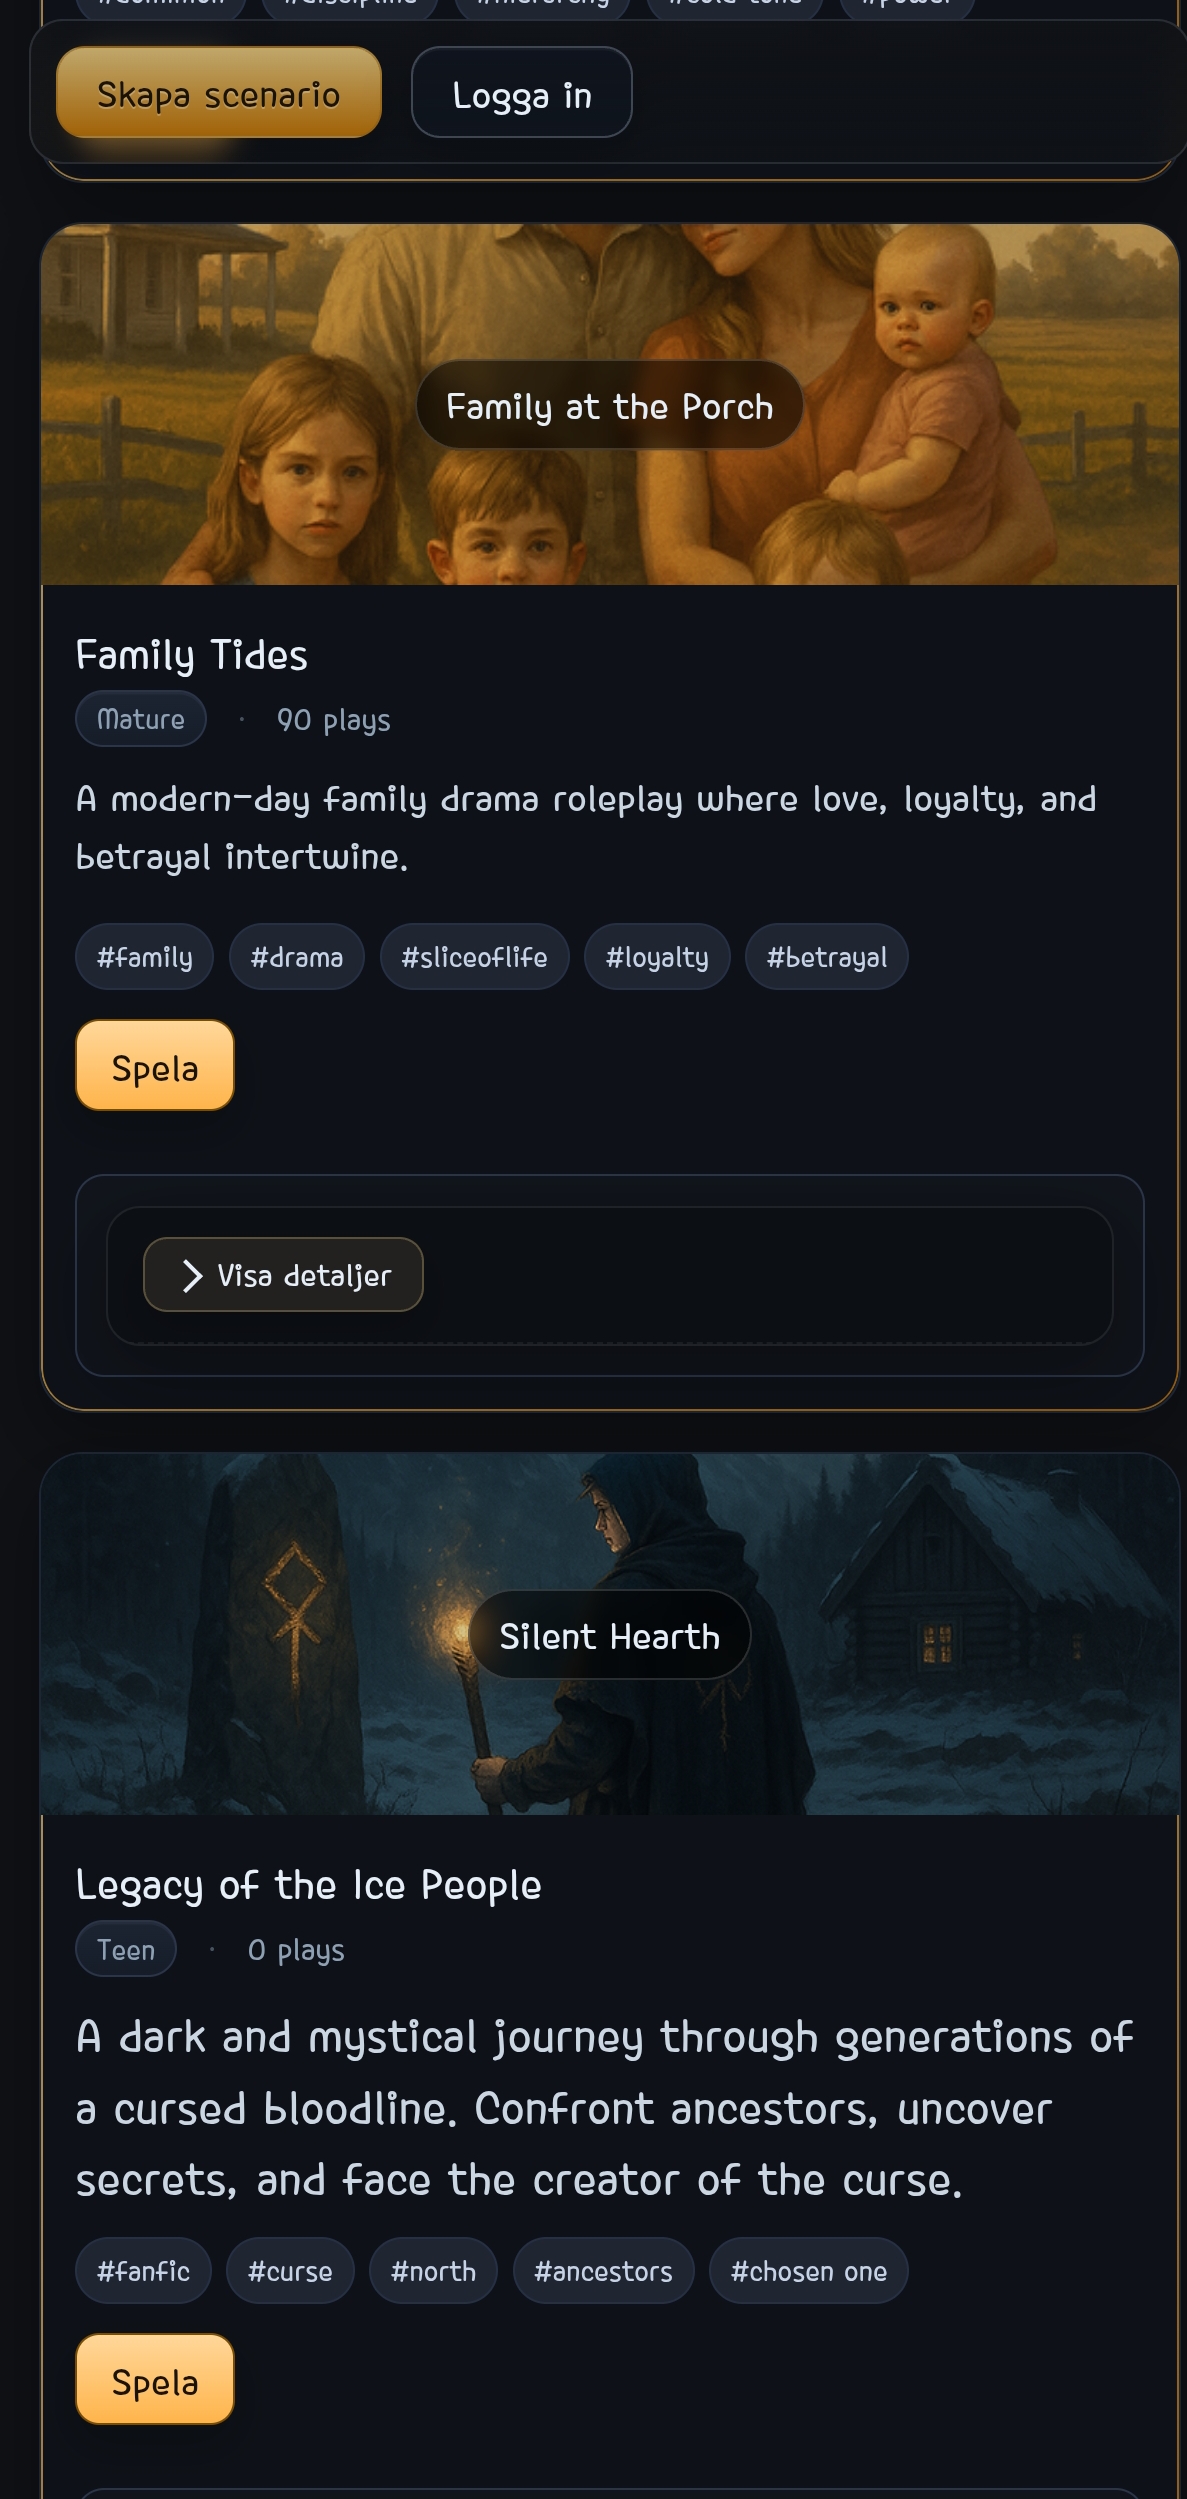 Skapa scenario
Logga in
Family at the Porch
Family Tides
Mature · 90 plays
A modern-day family drama roleplay where love, loyalty, and
betrayal intertwine.
#family #drama #sliceoflife #loyalty #betrayal
Spela
Visa detaljer
Silent Hearth
Legacy of the Ice People
Teen · 0 plays
A dark and mystical journey through generations of
a cursed bloodline. Confront ancestors, uncover
secrets, and face the creator of the curse.
#fanfic #curse #north #ancestors #chosen one
Spela